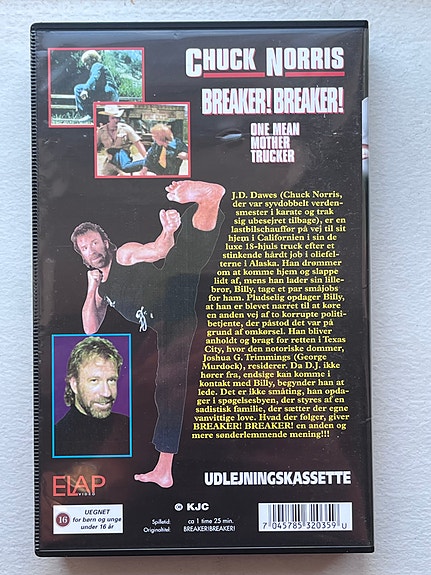 CHUCK NORRIS
BREAKER! BREAKER!
ONE MEAN
MOTHER
TRUCKER
J.D. Dawes (Chuck Norris,
der var syvdobbelt verden-
smester i karate og trak
sig ubesejret tilbage), er en
lastbilschauffør på vej til sit
hjem i Californien i sin de
luxe 18-hjuls truck efter et
stinkende hårdt job i oliefel-
terne i Alaska. Han drømmer
om at komme hjem og slappe
lidt af, mens han lader sin lille-
bror, Billy, tage et par småjobs
for ham. Pludselig opdager Billy,
at han er blevet narret til at køre
en anden vej af to korrupte politi-
betjente, der påstod det var på
grund af omkørsel. Han bliver
anholdt og bragt for retten i Texas
City, hvor den notoriske dommer,
Joshua G. Trimmings (George
Murdock), residerer. Da D.J. ikke
hører fra, endsige kan komme i
kontakt med Billy, begynder han at
lede. Det er ikke småting, han opda-
ger i spøgelsesbyen, der styres af en
sadistisk familie, der sætter der egne
vanvittige love. Hvad der følger, giver
BREAKER! BREAKER! en anden og
mere sønderlemmende mening!!!
ELAP
VIDEO
UDLEJNINGSKASSETTE
16
UEGNET
for børn og unge
under 16 år
© KJC
Spilletid: ca 1 time 25 min.
Originaltitel: BREAKER!BREAKER!
7 045785 320359 U